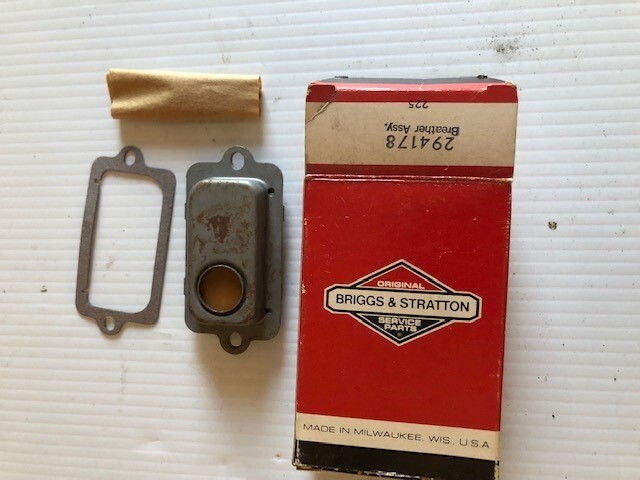 294178
Breather Assy.
225
ORIGINAL
BRIGGS & STRATTON
SERVICE
PARTS
MADE IN MILWAUKEE, WIS., U.S.A